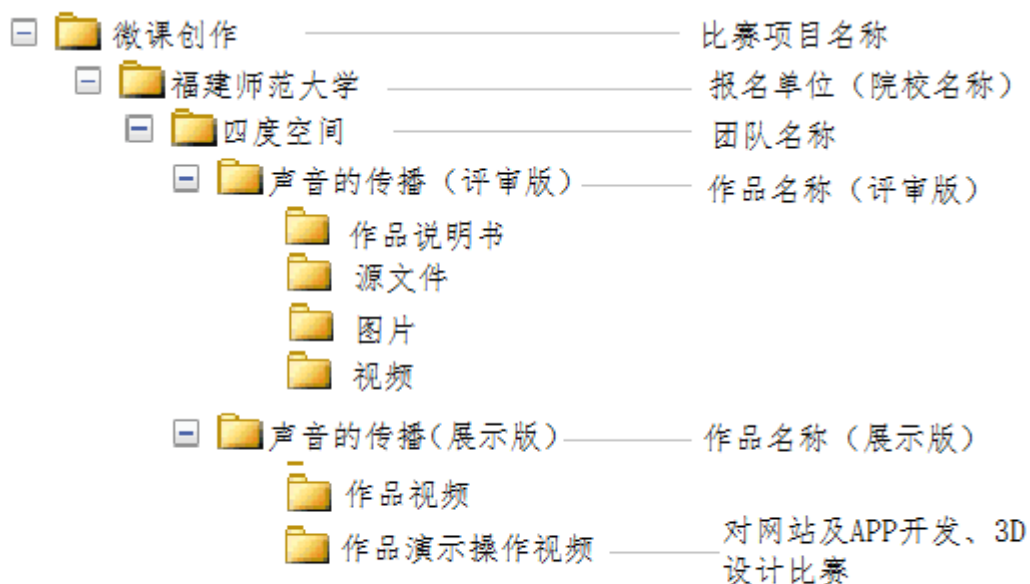 微课创作 比赛项目名称
福建师范大学 报名单位（院校名称）
四度空间 团队名称
声音的传播（评审版） 作品名称（评审版）
作品说明书
源文件
图片
视频
声音的传播(展示版) 作品名称（展示版）
作品视频
作品演示操作视频 对网站及APP开发、3D
设计比赛